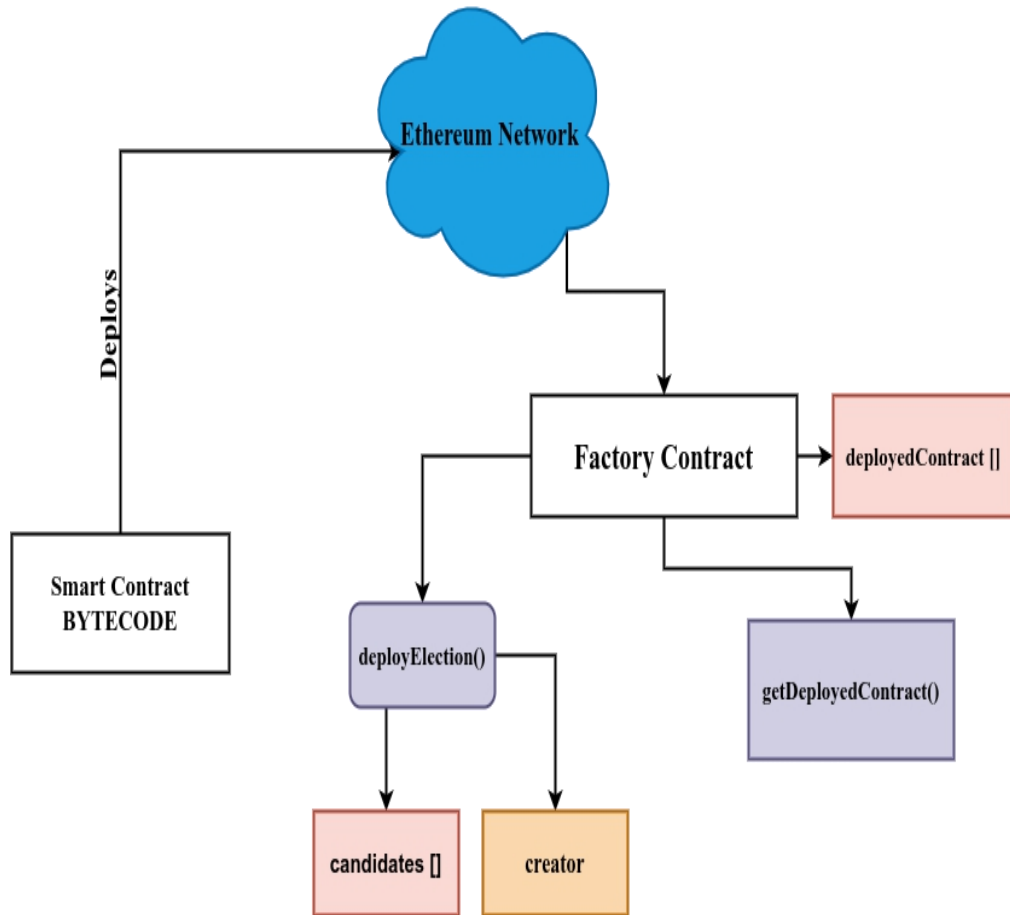 Ethereum Network
Deploys
Factory Contract
deployedContract []
Smart Contract
BYTECODE
deployElection()
getDeployedContract()
candidates []
creator